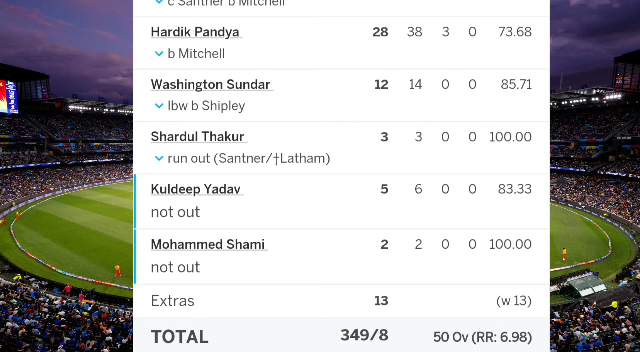 c Santner b Mitchell
Hardik Pandya 28 38 3 0 73.68
b Mitchell
Washington Sundar 12 14 0 0 85.71
lbw b Shipley
Shardul Thakur 3 3 0 0 100.00
run out (Santner/†Latham)
Kuldeep Yadav 5 6 0 0 83.33
not out
Mohammed Shami 2 2 0 0 100.00
not out
Extras 13 (w 13)
TOTAL 349/8 50 Ov (RR: 6.98)